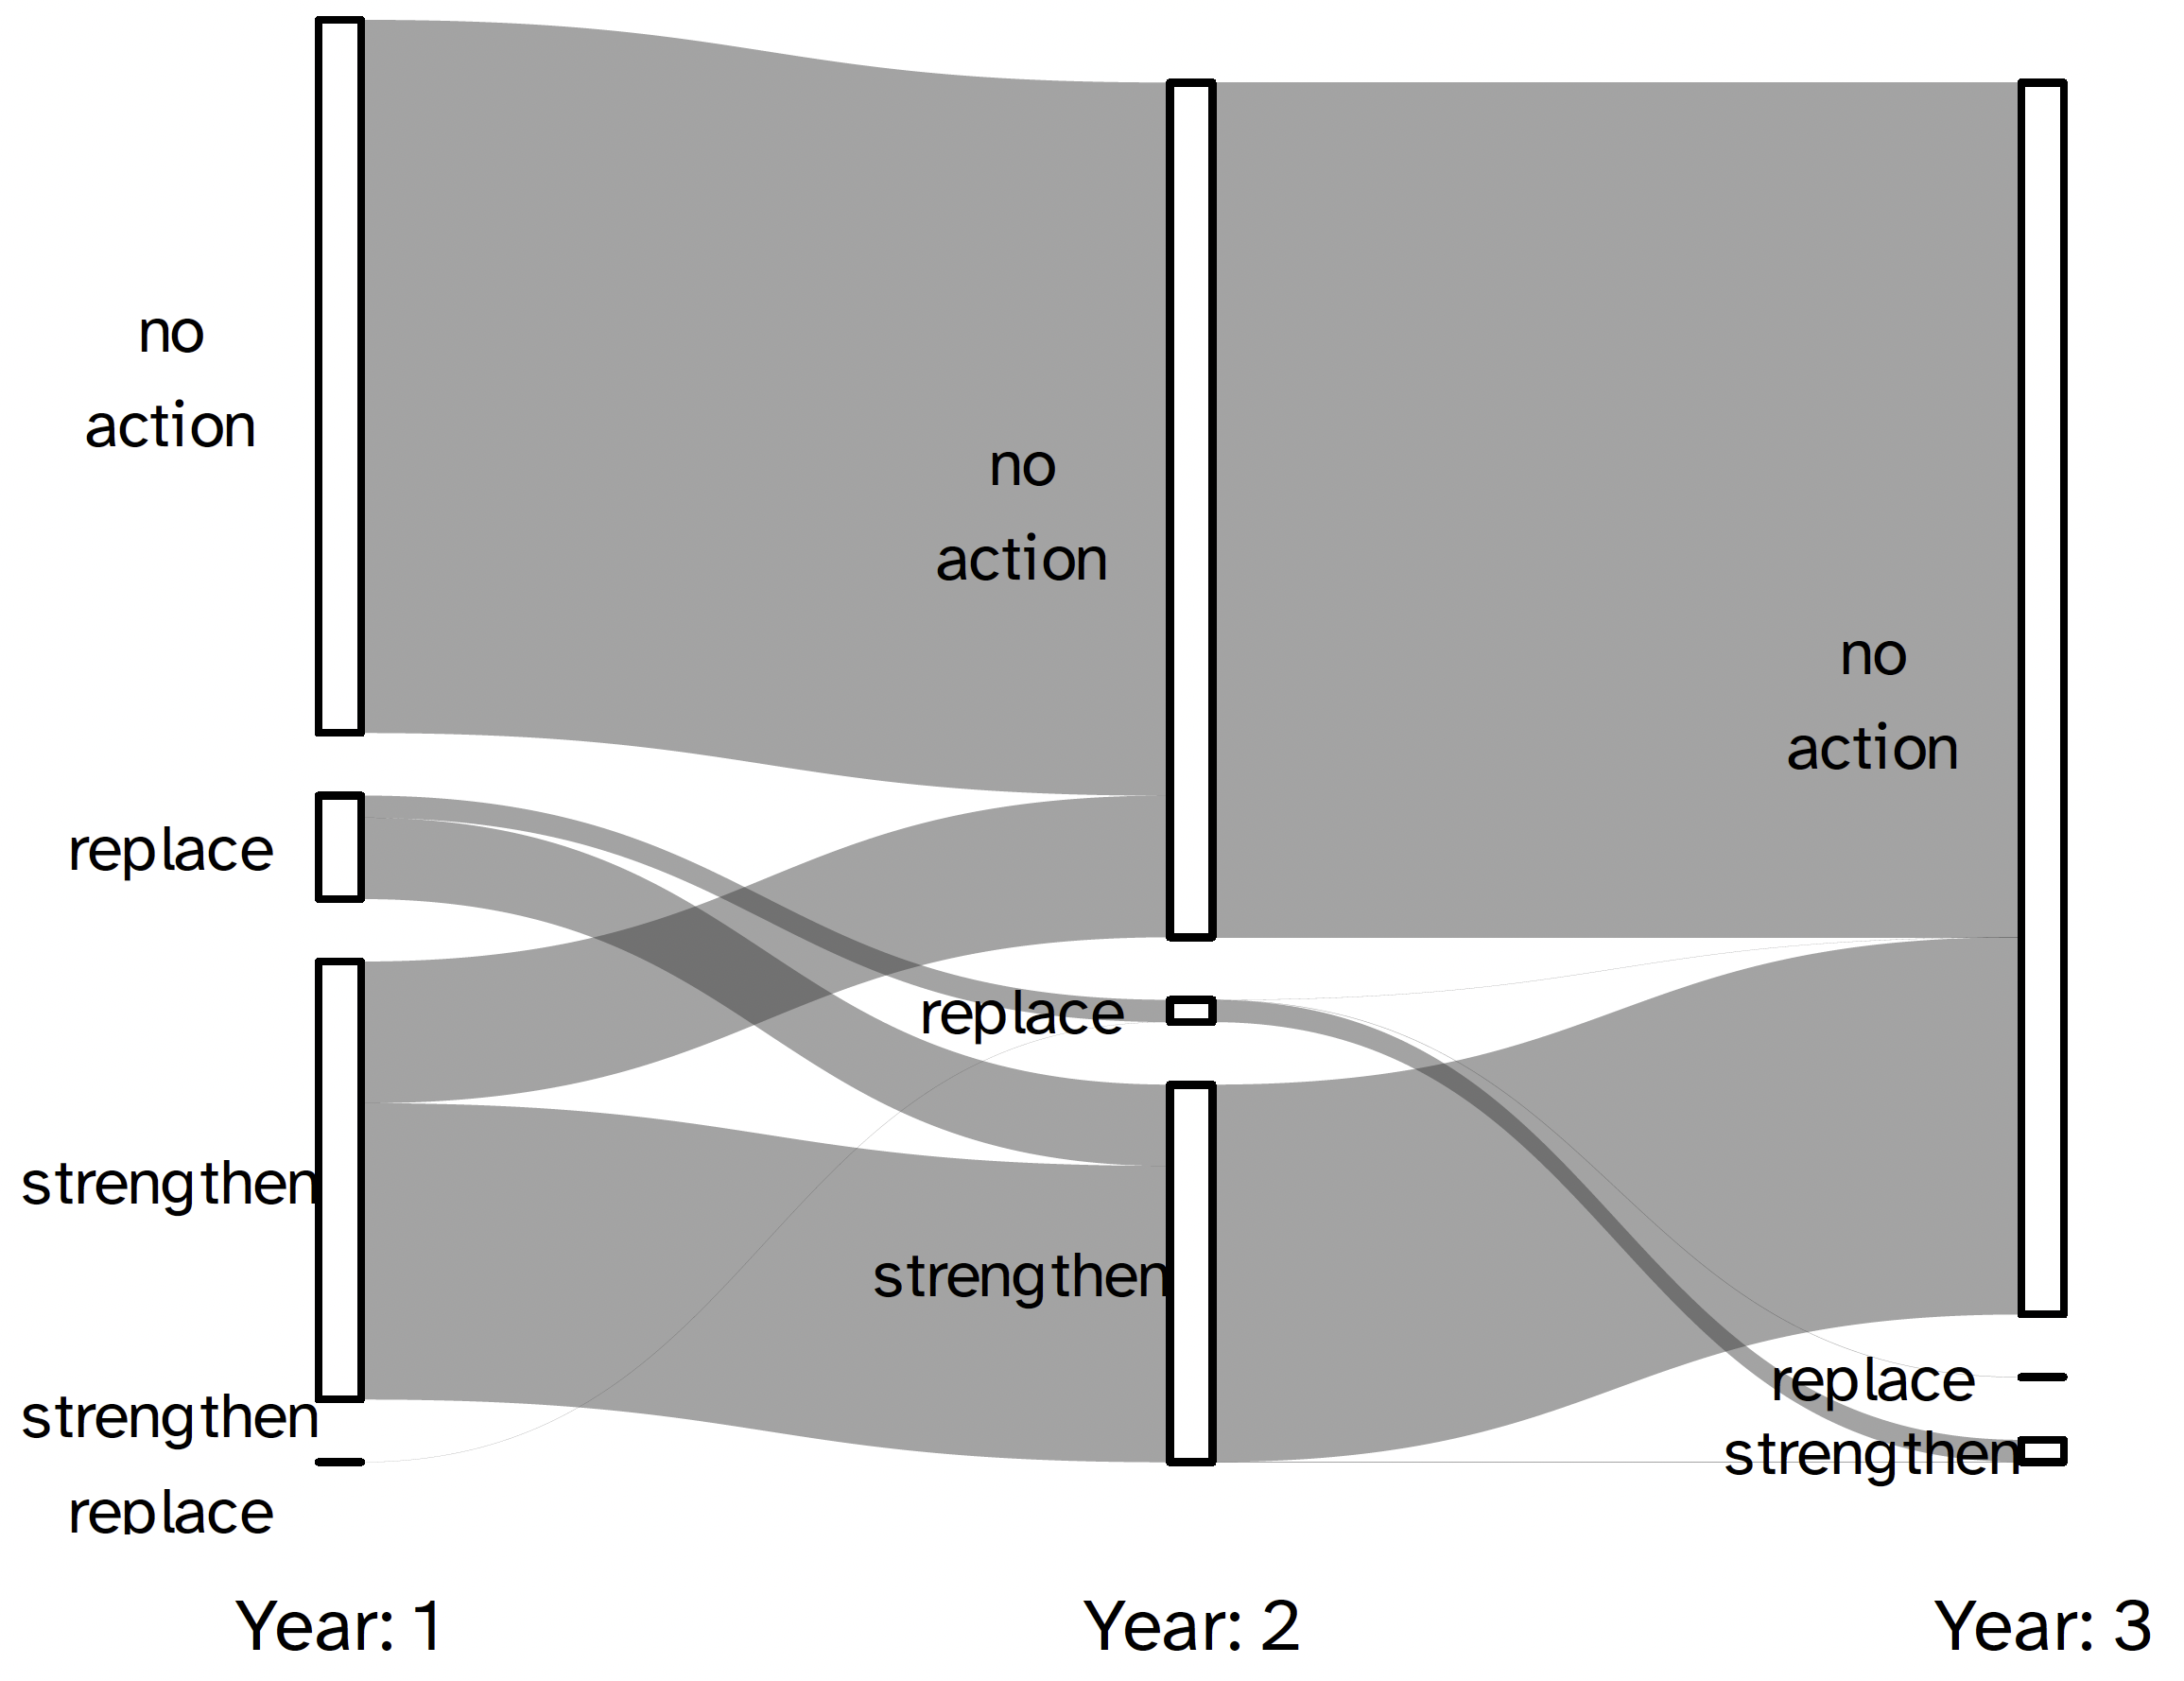 no
action
replace
strengthen
strengthen
replace
no
action
replace
strengthen
no
action
replace
strengthen
Year: 1
Year: 2
Year: 3